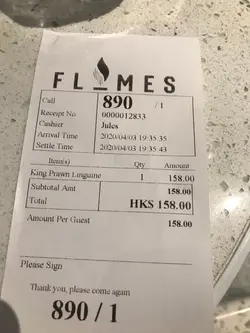 FLAMES
Call 890 / 1
Receipt No 0000012833
Cashier Jules
Arrival Time 2020/04/03 19:35:35
Settle Time 2020/04/03 19:35:43
Item(s) Qty Amount
King Prawn Linguine 1 158.00
Subtotal Amt 158.00
Total HK$ 158.00
Amount Per Guest 158.00
Please Sign
Thank you, please come again
890 / 1